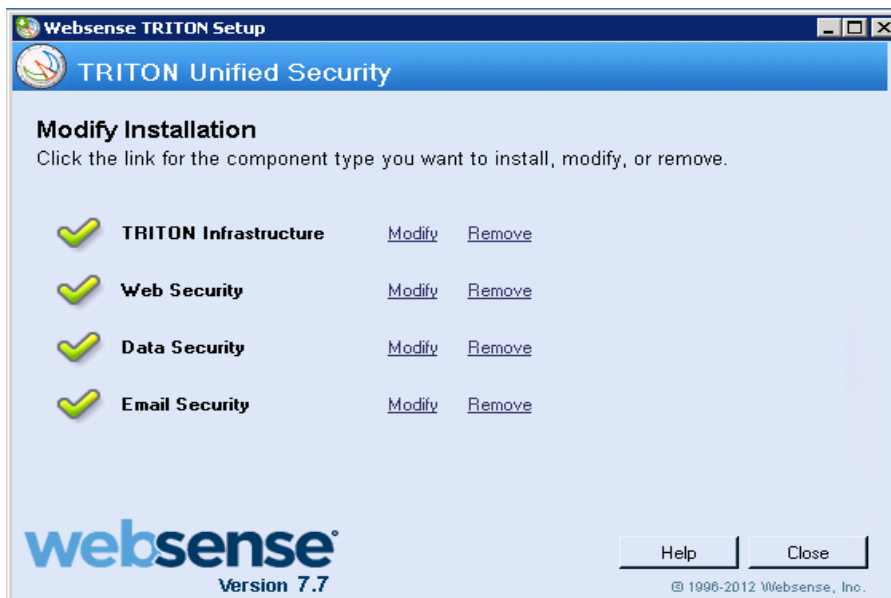 Websense TRITON Setup
TRITON Unified Security
Modify Installation
Click the link for the component type you want to install, modify, or remove.
TRITON Infrastructure Modify Remove
Web Security Modify Remove
Data Security Modify Remove
Email Security Modify Remove
websense®
Version 7.7
Help Close
© 1996-2012 Websense, Inc.